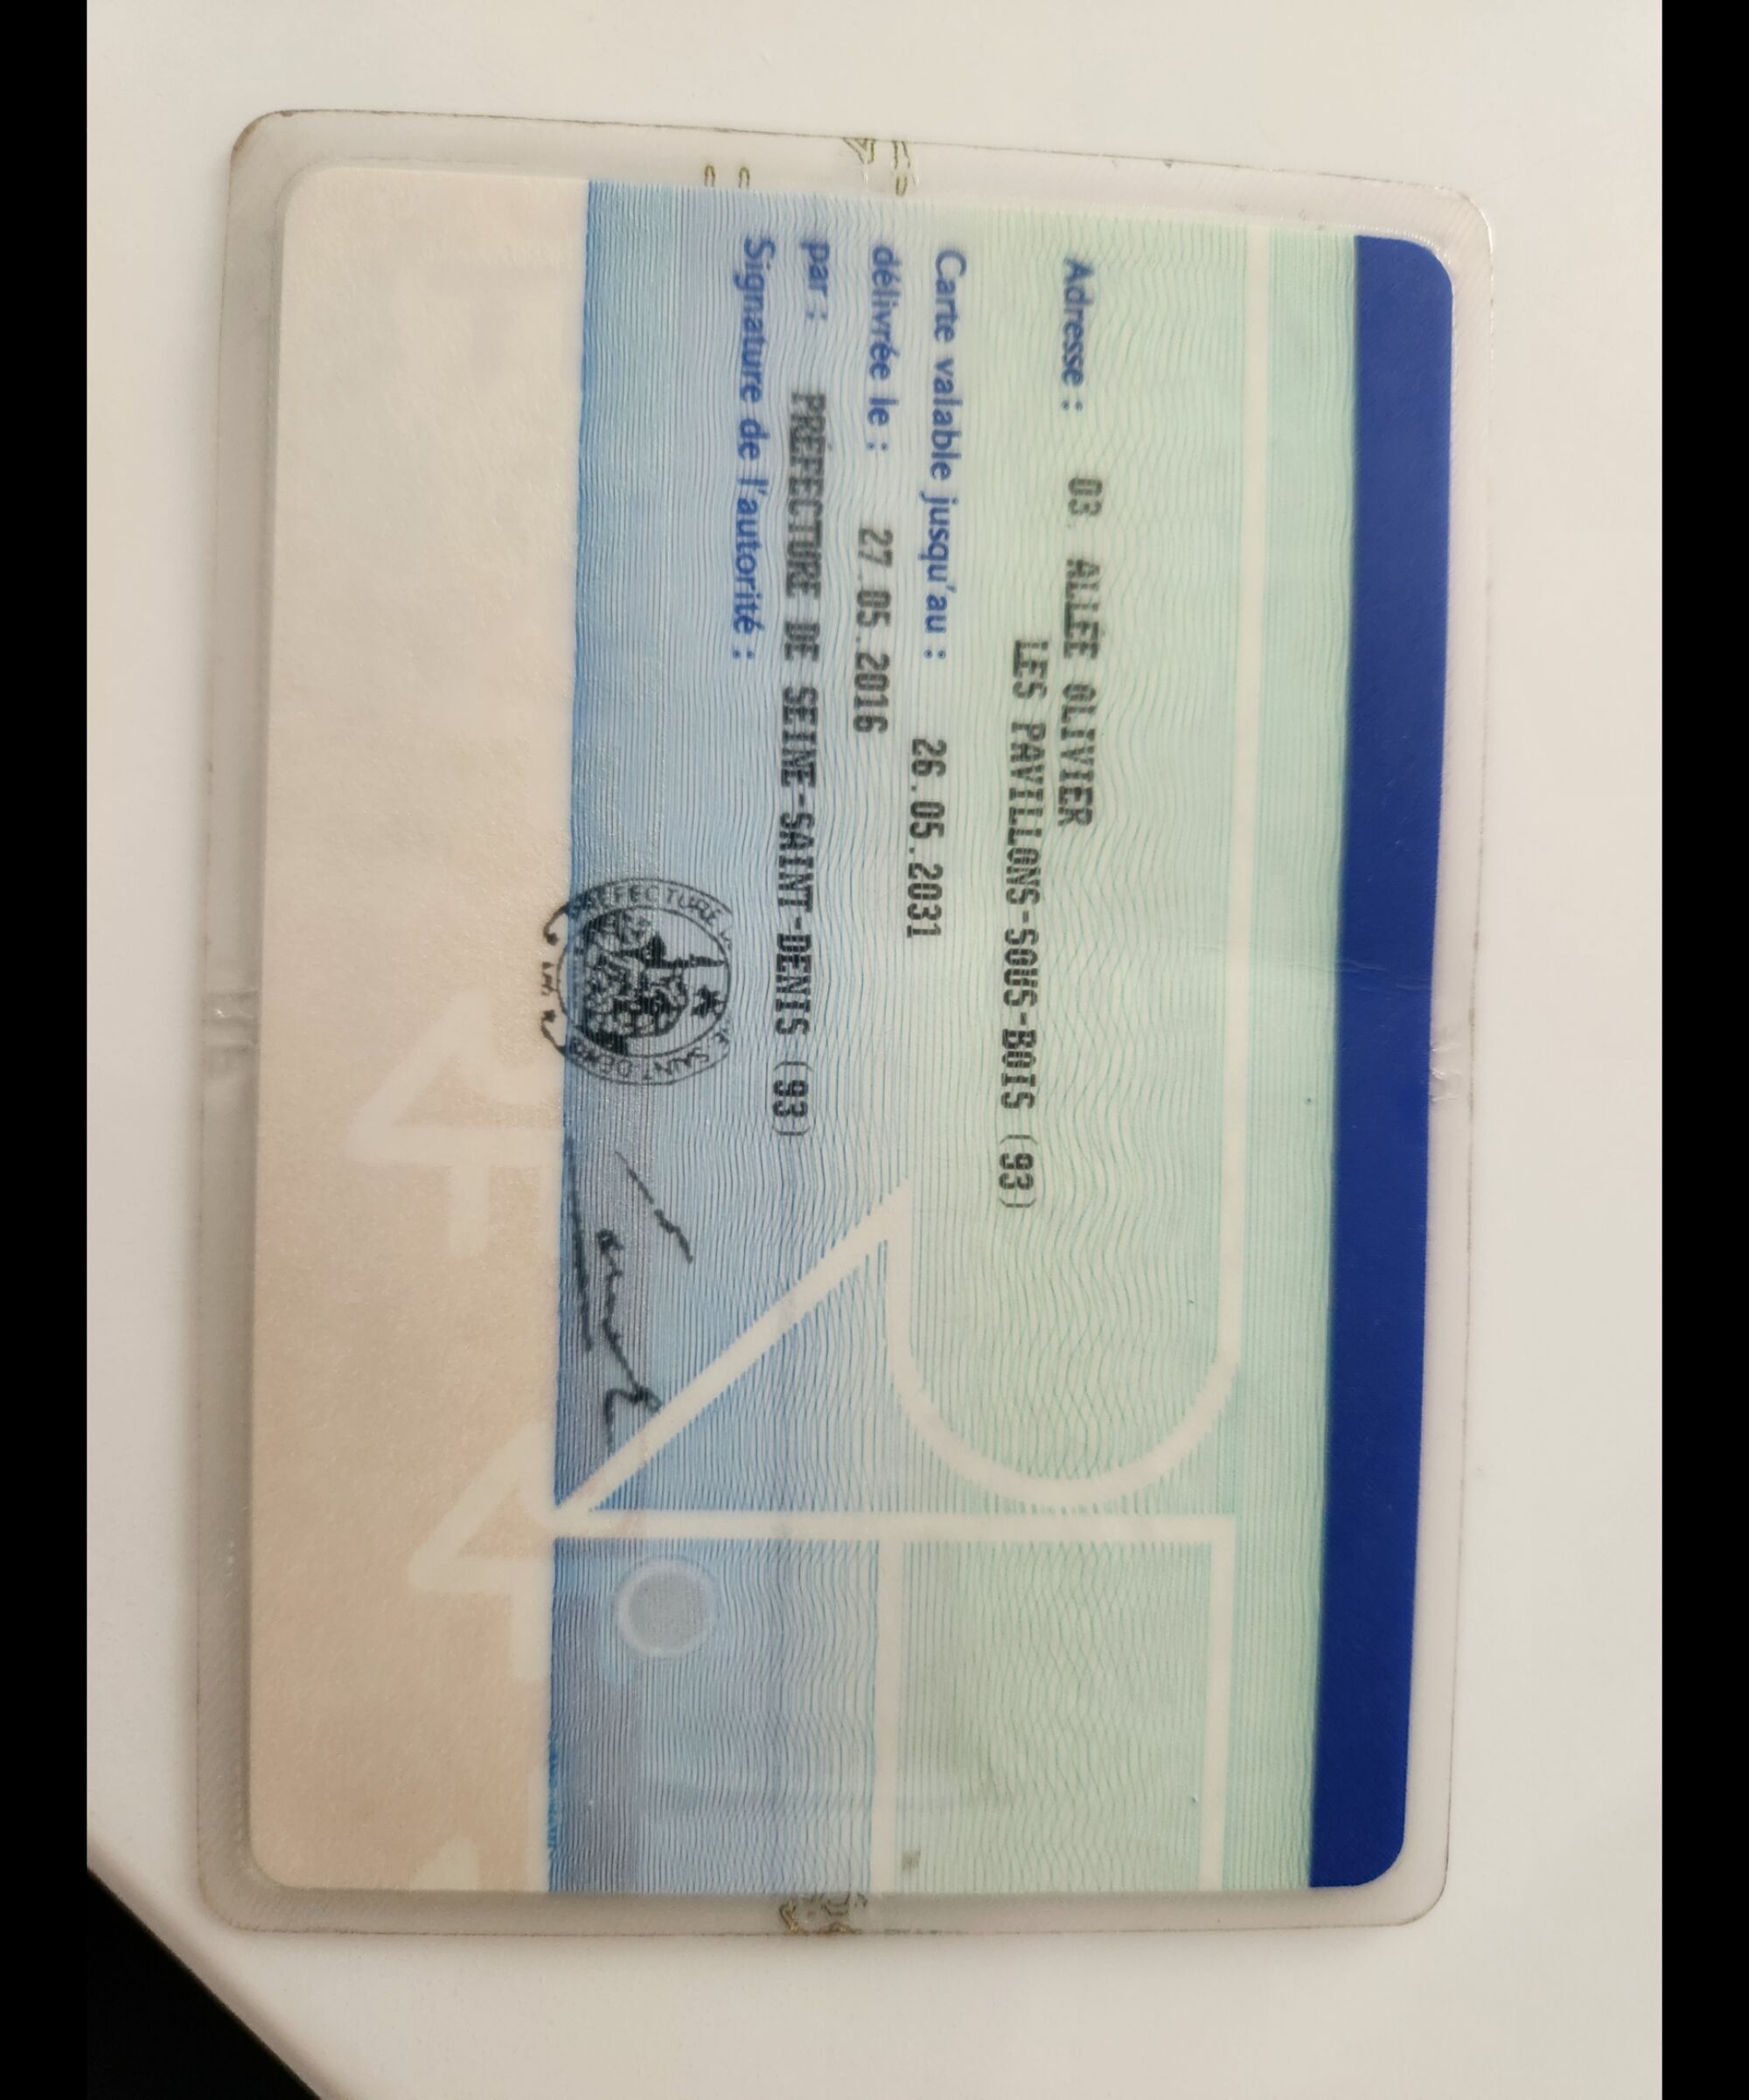 Adresse : 03 ALLÉE OLIVIER
LES PAVILLONS-SOUS-BOIS (93)
Carte valable jusqu'au : 26.05.2031
délivrée le : 27.05.2016
par : PRÉFECTURE DE SEINE-SAINT-DENIS (93)
Signature de l'autorité :